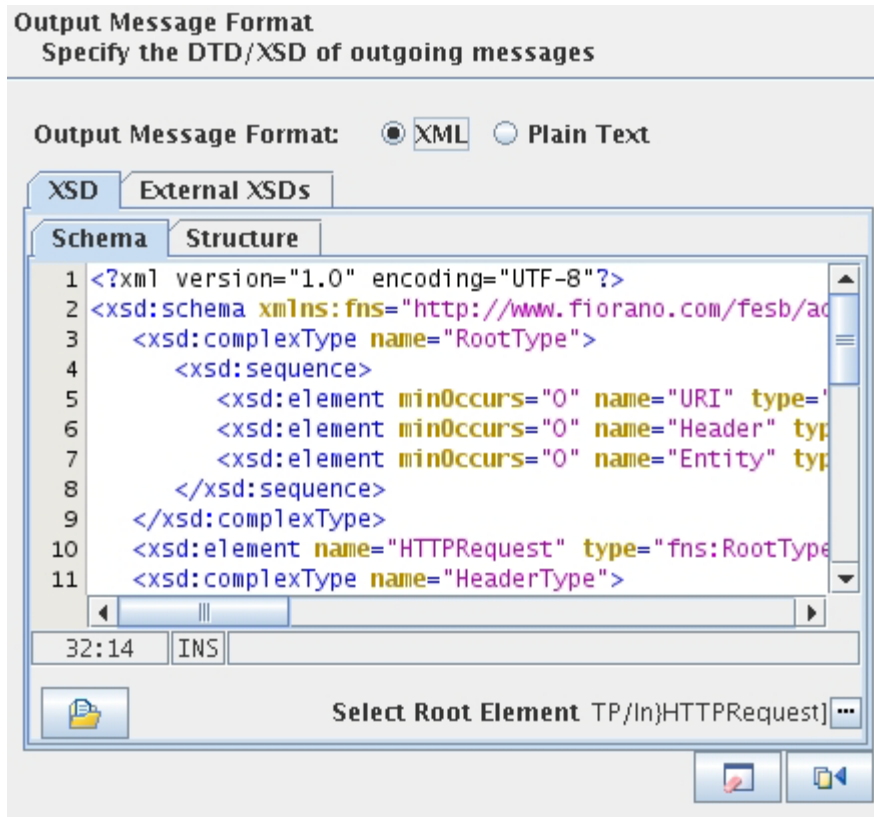 Output Message Format
Specify the DTD/XSD of outgoing messages
Output Message Format: XML Plain Text
XSD External XSDs
Schema Structure
1 <?xml version="1.0" encoding="UTF-8"?>
2 <xsd:schema xmlns:fns="http://www.fiorano.com/fesb/ac
3 <xsd:complexType name="RootType">
4 <xsd:sequence>
5 <xsd:element minOccurs="0" name="URI" type="
6 <xsd:element minOccurs="0" name="Header" typ
7 <xsd:element minOccurs="0" name="Entity" typ
8 </xsd:sequence>
9 </xsd:complexType>
10 <xsd:element name="HTTPRequest" type="fns:RootType
11 <xsd:complexType name="HeaderType">
32:14 INS
Select Root Element TP/In}HTTPRequest] ...